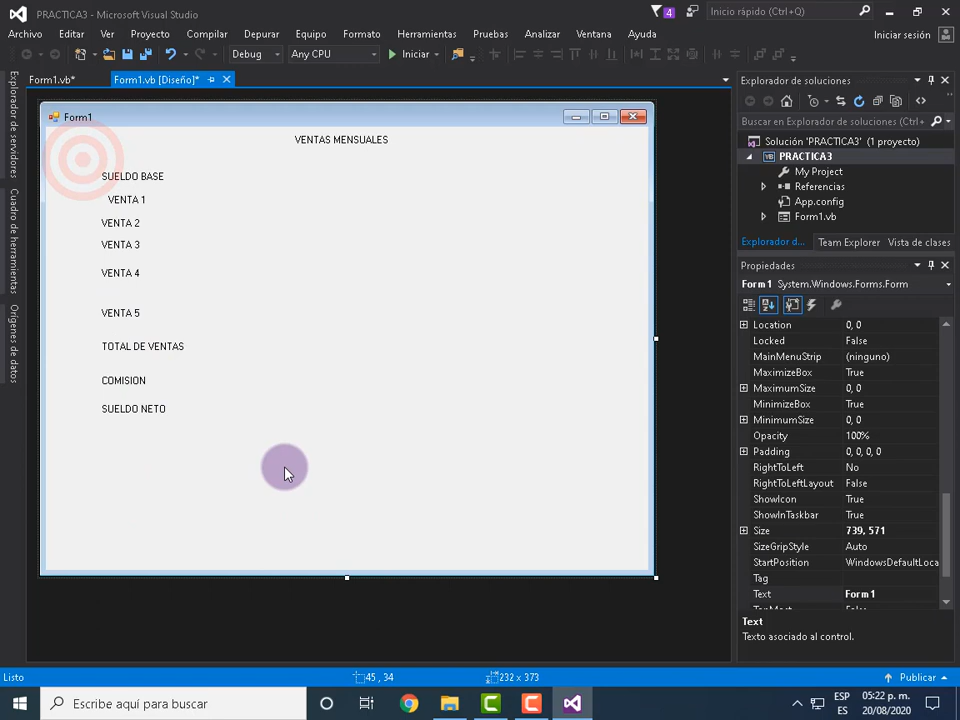 PRACTICA3 - Microsoft Visual Studio
4
Inicio rápido (Ctrl+Q)
Archivo Editar Ver Proyecto Compilar Depurar Equipo Formato Herramientas Pruebas Analizar Ventana Ayuda
Iniciar sesión
Debug Any CPU Iniciar
Form1.vb* Form1.vb [Diseño]*
Explorador de servidores
Cuadro de herramientas
Orígenes de datos
Form1
VENTAS MENSUALES
SUELDO BASE
VENTA 1
VENTA 2
VENTA 3
VENTA 4
VENTA 5
TOTAL DE VENTAS
COMISION
SUELDO NETO
Explorador de soluciones
Buscar en Explorador de soluciones (Ctrl+
Solución 'PRACTICA3' (1 proyecto)
VB PRACTICA3
My Project
Referencias
App.config
Form1.vb
Explorador d... Team Explorer Vista de clases
Propiedades
Form1 System.Windows.Forms.Form
Location 0, 0
Locked False
MainMenuStrip (ninguno)
MaximizeBox True
MaximumSize 0, 0
MinimizeBox True
MinimumSize 0, 0
Opacity 100%
Padding 0, 0, 0, 0
RightToLeft No
RightToLeftLayout False
ShowIcon True
ShowInTaskbar True
Size 739, 571
SizeGripStyle Auto
StartPosition WindowsDefaultLoca
Tag
Text Form1
Text
Texto asociado al control.
Listo 45 , 34 232 x 373 Publicar
Escribe aquí para buscar
ESP
ES
05:22 p. m.
20/08/2020